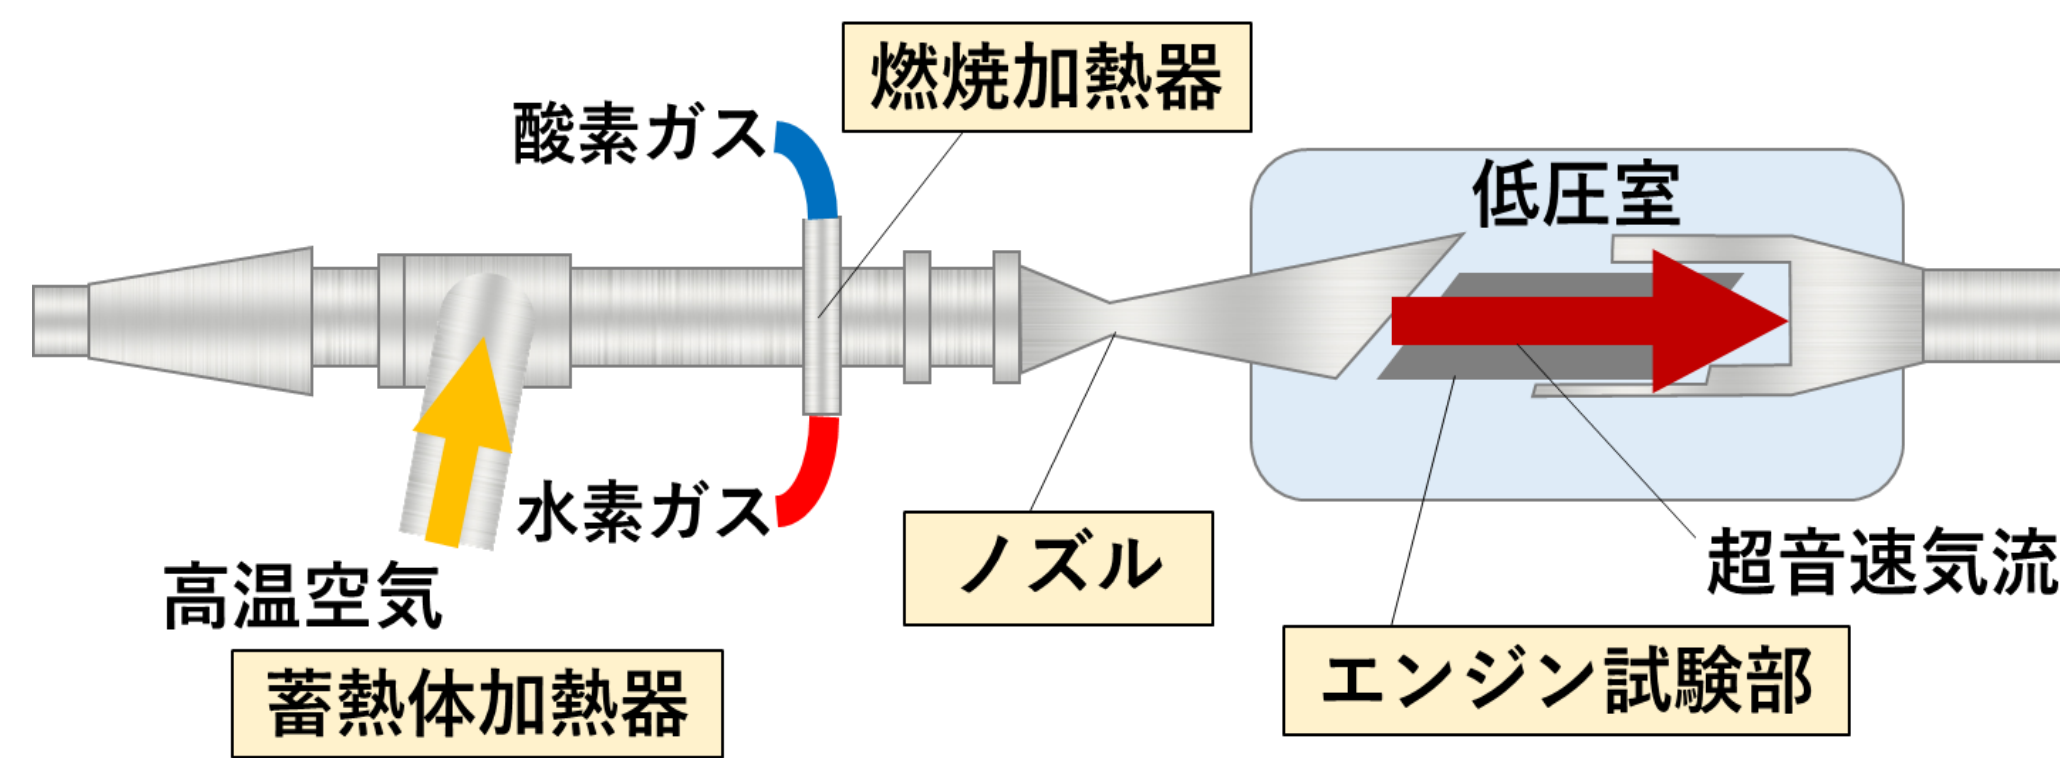 燃焼加熱器
酸素ガス
低圧室
水素ガス
ノズル
超音速気流
高温空気
エンジン試験部
蓄熱体加熱器